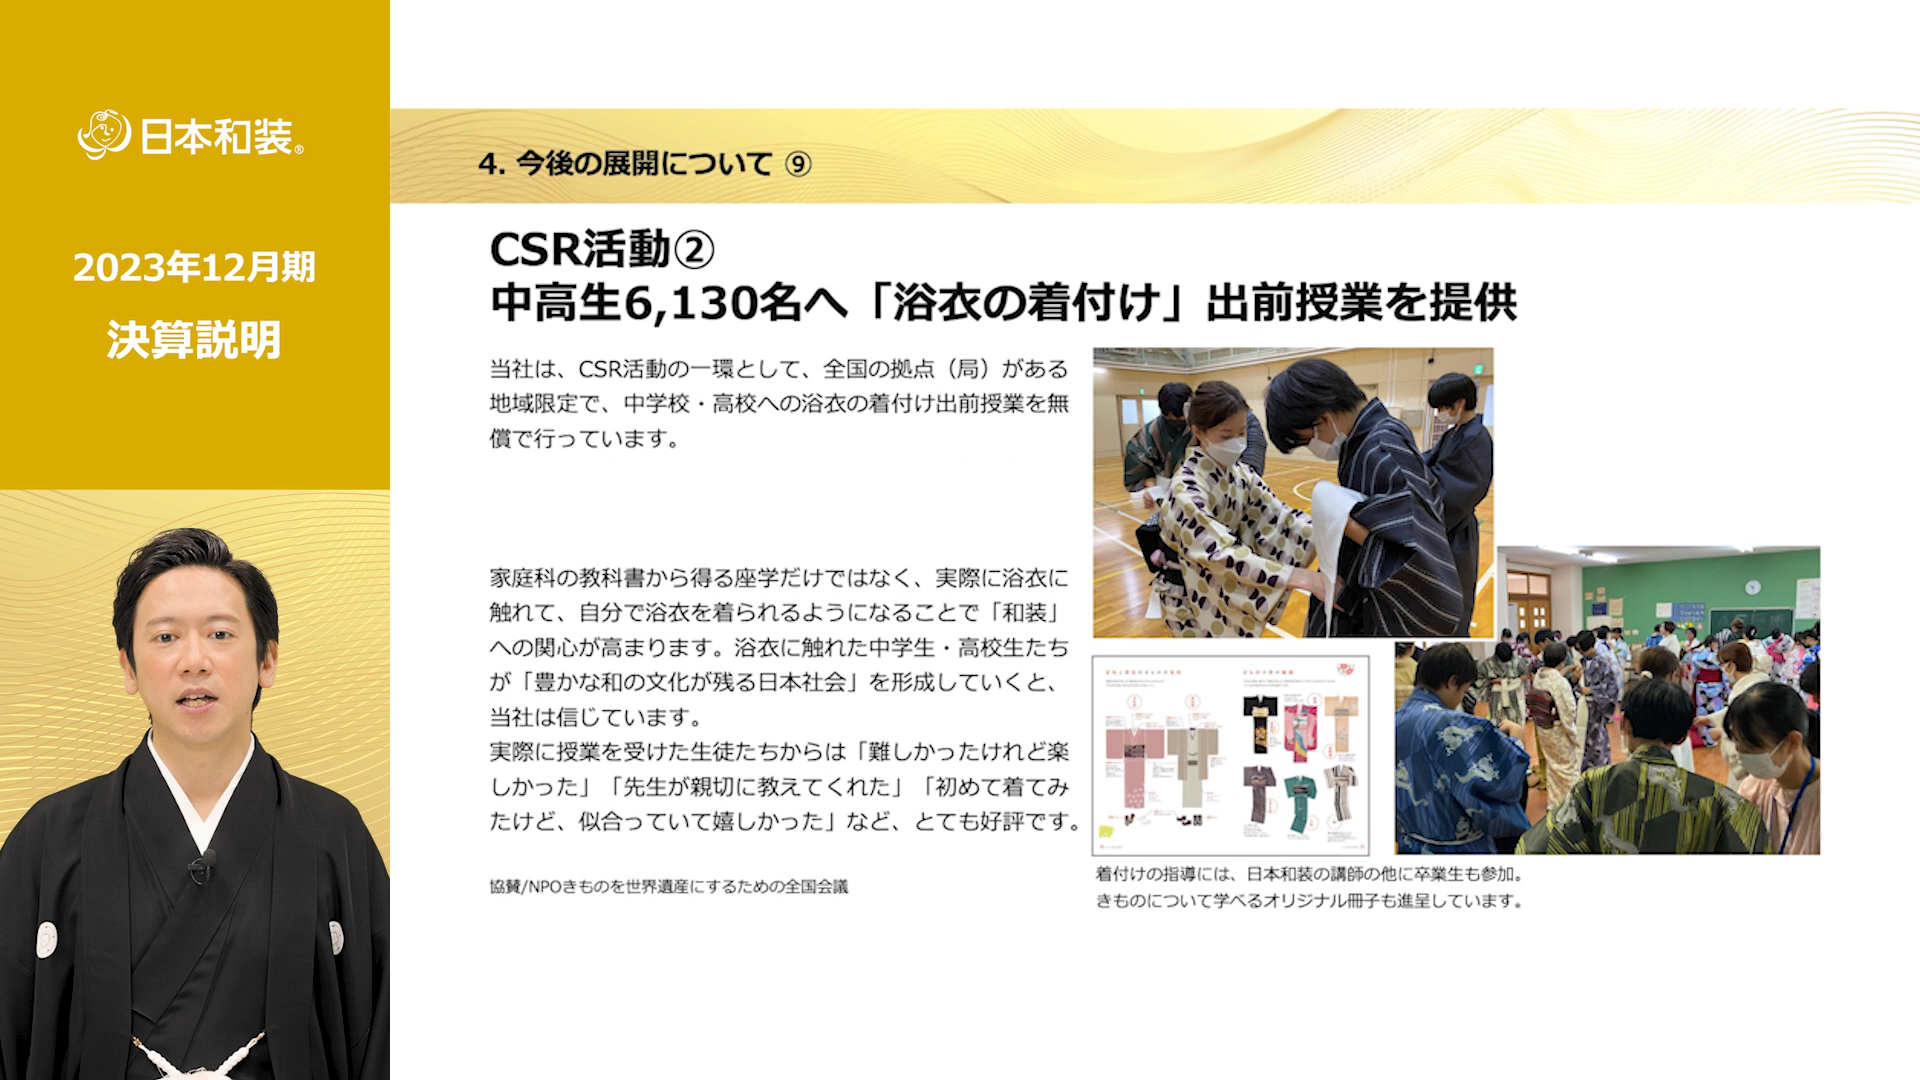 日本和装®
2023年12月期
決算説明
4. 今後の展開について ⑨
CSR活動②
中高生6,130名へ「浴衣の着付け」出前授業を提供
当社は、CSR活動の一環として、全国の拠点（局）がある
地域限定で、中学校・高校への浴衣の着付け出前授業を無
償で行っています。
家庭科の教科書から得る座学だけではなく、実際に浴衣に
触れて、自分で浴衣を着られるようになることで「和装」
への関心が高まります。浴衣に触れた中学生・高校生たち
が「豊かな和の文化が残る日本社会」を形成していくと、
当社は信じています。
実際に授業を受けた生徒たちからは「難しかったけれど楽
しかった」「先生が親切に教えてくれた」「初めて着てみ
たけど、似合っていて嬉しかった」など、とても好評です。
協賛/NPOきものを世界遺産にするための全国会議
着付けの指導には、日本和装の講師の他に卒業生も参加。
きものについて学べるオリジナル冊子も進呈しています。